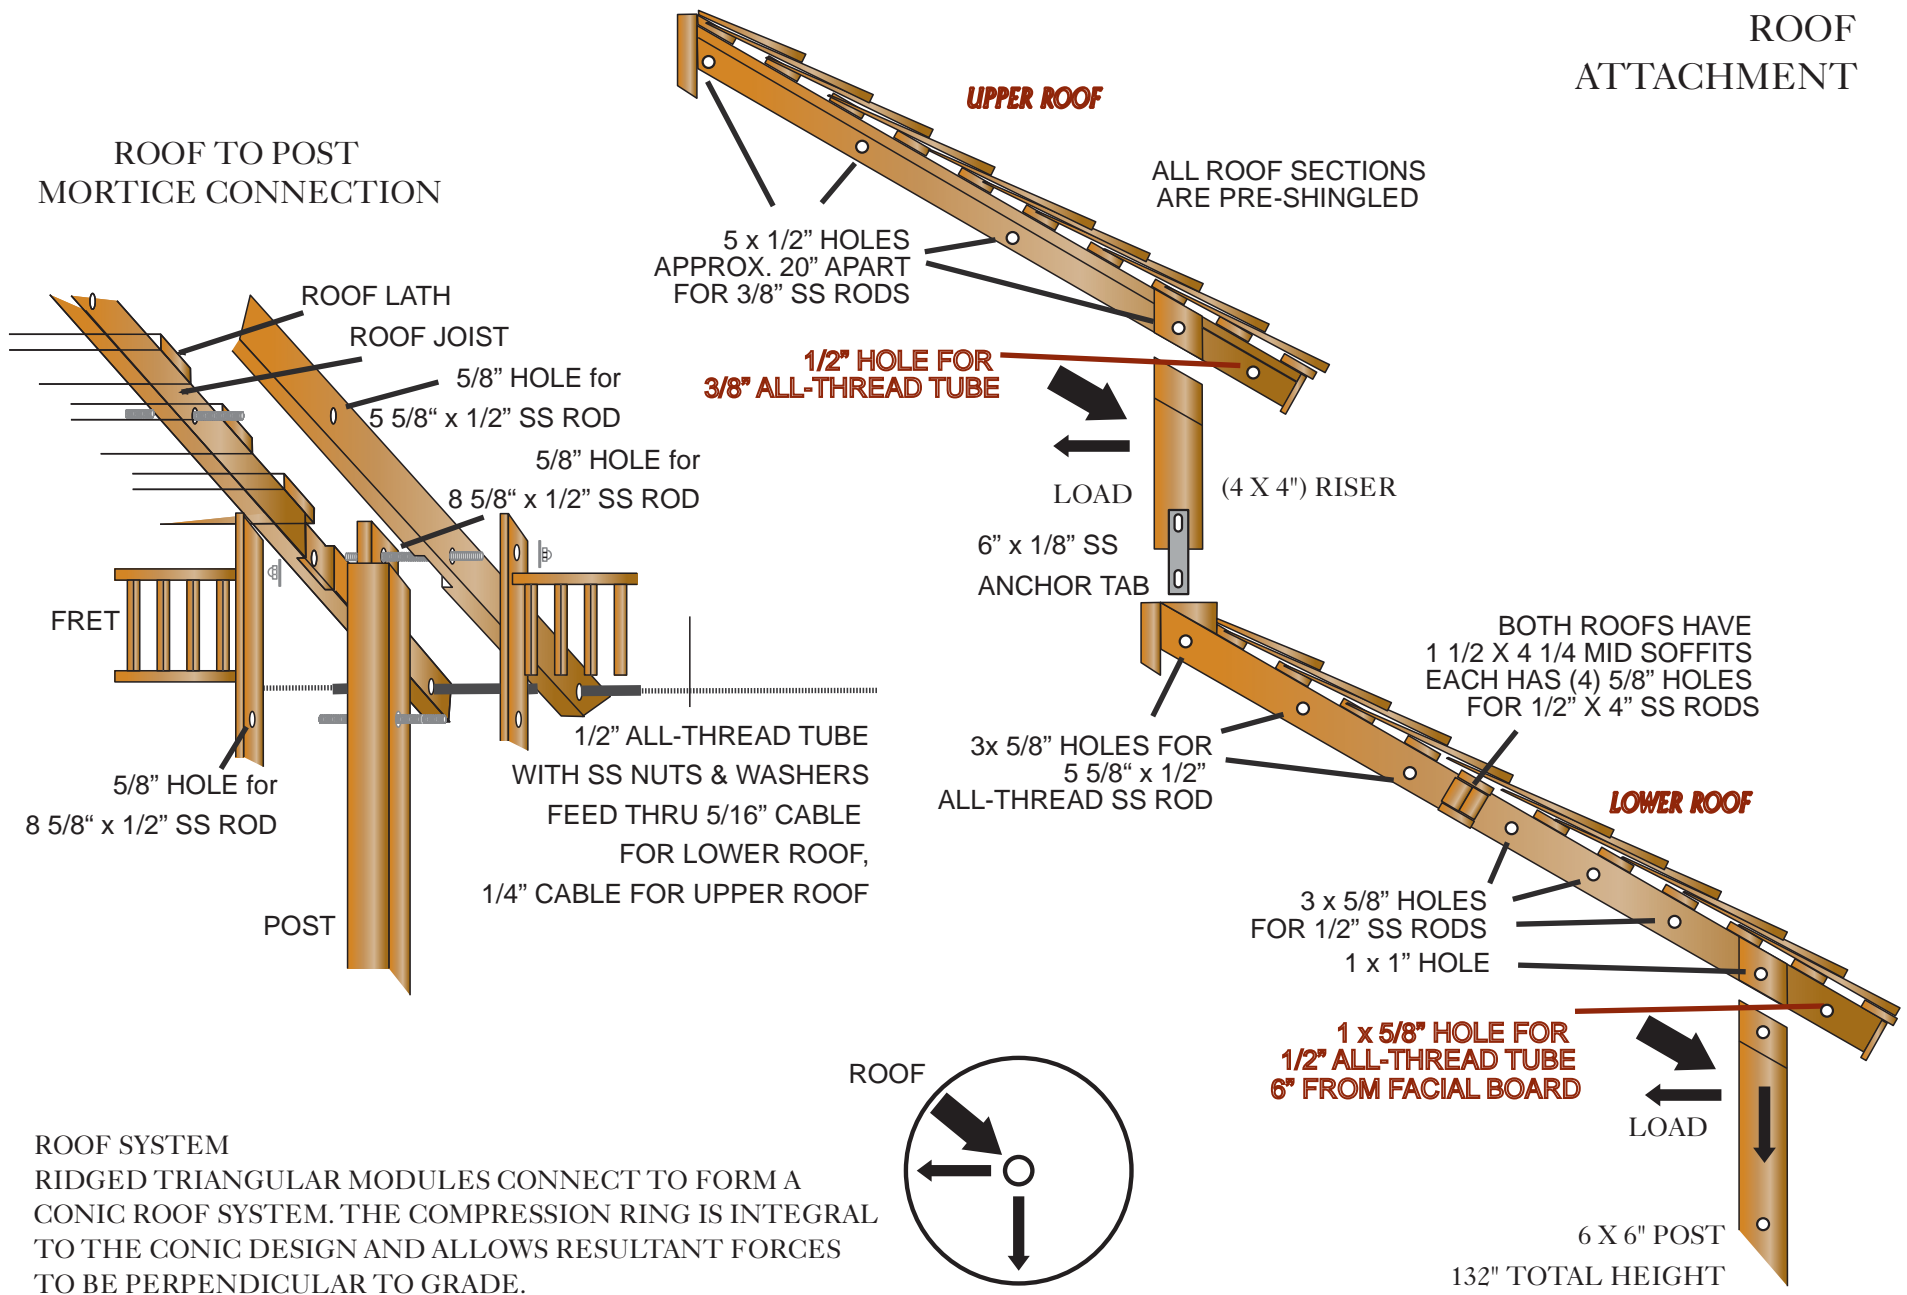 ROOF
ATTACHMENT
UPPER ROOF
ROOF TO POST
MORTICE CONNECTION
ALL ROOF SECTIONS
ARE PRE-SHINGLED
5 x 1/2” HOLES
APPROX. 20” APART
FOR 3/8” SS RODS
ROOF LATH
ROOF JOIST
5/8” HOLE for
5 5/8“ x 1/2” SS ROD
5/8” HOLE for
8 5/8“ x 1/2” SS ROD
1/2” HOLE FOR
3/8” ALL-THREAD TUBE
LOAD
(4 X 4") RISER
6” x 1/8” SS
ANCHOR TAB
FRET
BOTH ROOFS HAVE
1 1/2 X 4 1/4 MID SOFFITS
EACH HAS (4) 5/8” HOLES
FOR 1/2” X 4” SS RODS
1/2” ALL-THREAD TUBE
WITH SS NUTS & WASHERS
FEED THRU 5/16” CABLE
FOR LOWER ROOF,
1/4” CABLE FOR UPPER ROOF
3x 5/8” HOLES FOR
5 5/8“ x 1/2”
ALL-THREAD SS ROD
5/8” HOLE for
8 5/8“ x 1/2” SS ROD
LOWER ROOF
POST
3 x 5/8” HOLES
FOR 1/2” SS RODS
1 x 1” HOLE
1 x 5/8” HOLE FOR
1/2” ALL-THREAD TUBE
6” FROM FACIAL BOARD
LOAD
ROOF
ROOF SYSTEM
RIDGED TRIANGULAR MODULES CONNECT TO FORM A
CONIC ROOF SYSTEM. THE COMPRESSION RING IS INTEGRAL
TO THE CONIC DESIGN AND ALLOWS RESULTANT FORCES
TO BE PERPENDICULAR TO GRADE.
6 X 6" POST
132" TOTAL HEIGHT